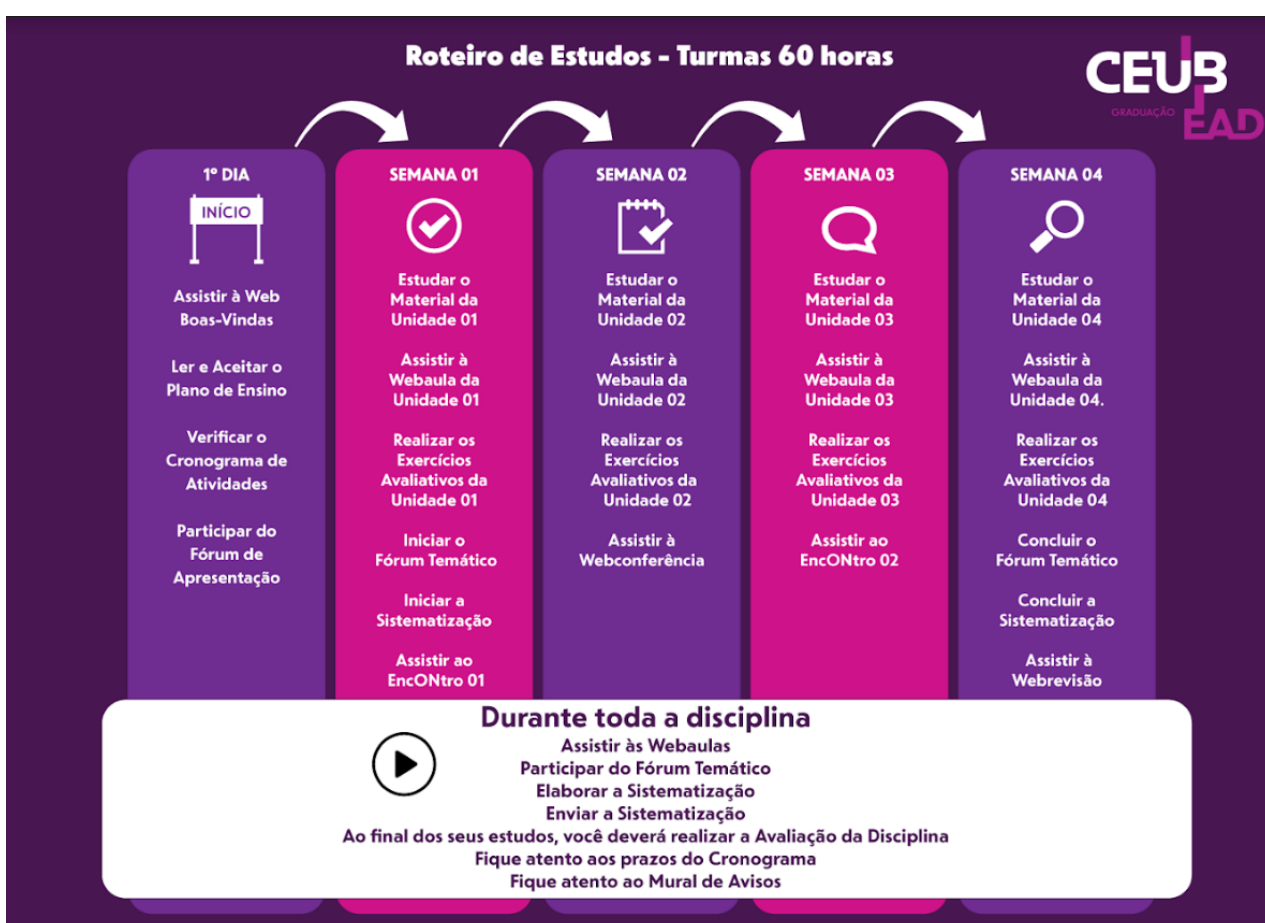 Roteiro de Estudos - Turmas 60 horas
CEUB
GRADUAÇÃO
EAD
1º DIA
INÍCIO
Assistir à Web
Boas-Vindas
Ler e Aceitar o
Plano de Ensino
Verificar o
Cronograma de
Atividades
Participar do
Fórum de
Apresentação
SEMANA 01
Estudar o
Material da
Unidade 01
Assistir à
Webaula da
Unidade 01
Realizar os
Exercícios
Avaliativos da
Unidade 01
Iniciar o
Fórum Temático
Iniciar a
Sistematização
Assistir ao
EncONtro 01
SEMANA 02
Estudar o
Material da
Unidade 02
Assistir à
Webaula da
Unidade 02
Realizar os
Exercícios
Avaliativos da
Unidade 02
Assistir à
Webconferência
SEMANA 03
Estudar o
Material da
Unidade 03
Assistir à
Webaula da
Unidade 03
Realizar os
Exercícios
Avaliativos da
Unidade 03
Assistir ao
EncONtro 02
SEMANA 04
Estudar o
Material da
Unidade 04
Assistir à
Webaula da
Unidade 04.
Realizar os
Exercícios
Avaliativos da
Unidade 04
Concluir o
Fórum Temático
Concluir a
Sistematização
Assistir à
Webrevisão
Durante toda a disciplina
Assistir às Webaulas
Participar do Fórum Temático
Elaborar a Sistematização
Enviar a Sistematização
Ao final dos seus estudos, você deverá realizar a Avaliação da Disciplina
Fique atento aos prazos do Cronograma
Fique atento ao Mural de Avisos